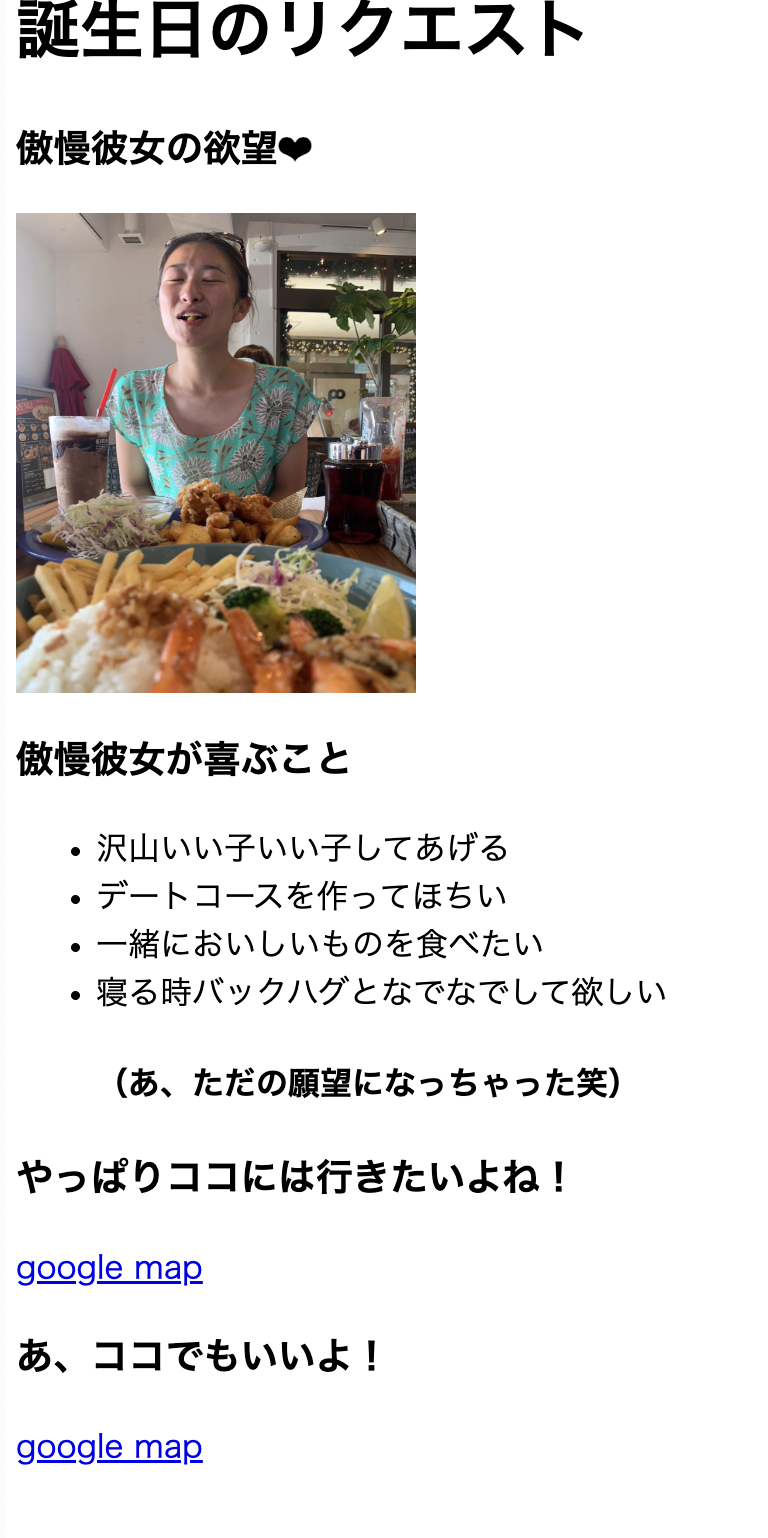 誕生日のリクエスト
傲慢彼女の欲望❤
傲慢彼女が喜ぶこと
沢山いい子いい子してあげる
デートコースを作ってほちい
一緒においしいものを食べたい
寝る時バックハグとなでなでして欲しい
（あ、ただの願望になっちゃった笑）
やっぱりココには行きたいよね！
google map
あ、ココでもいいよ！
google map